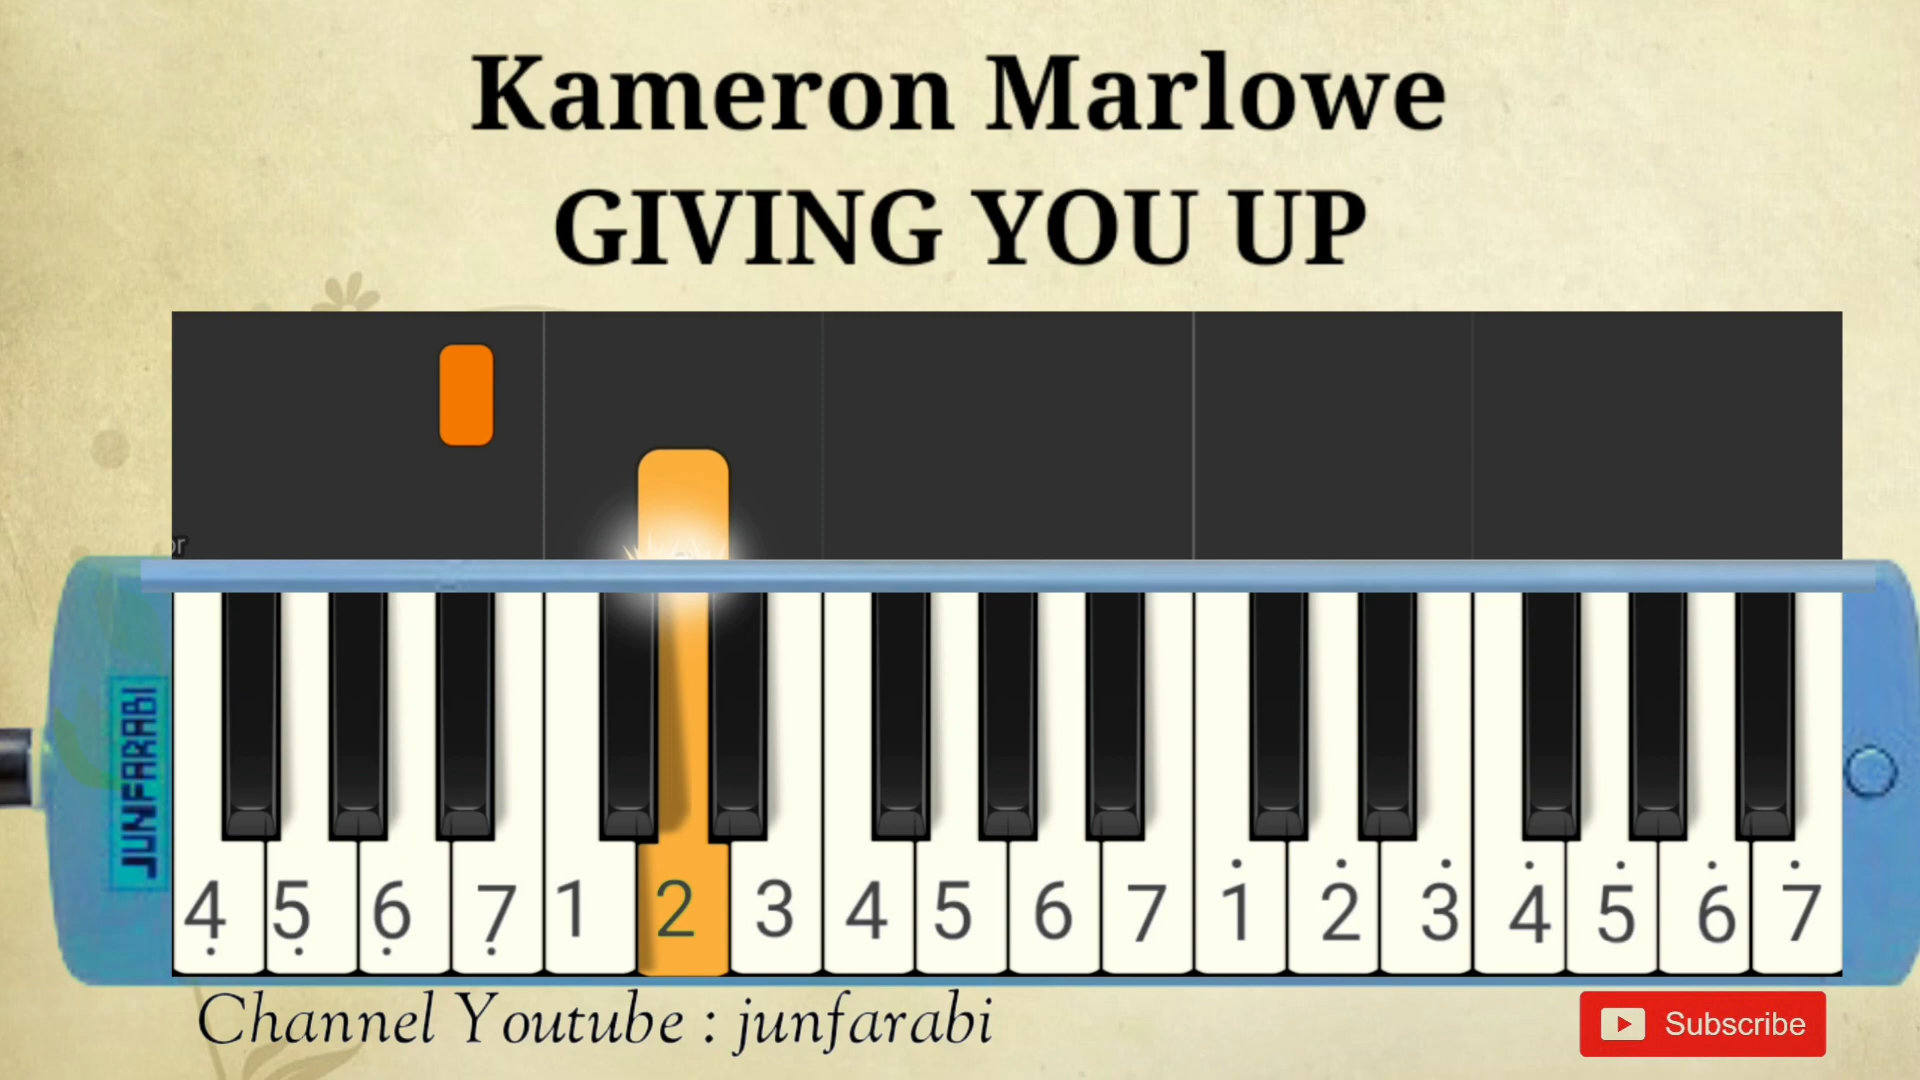 Kameron Marlowe
GIVING YOU UP
or
JUNFARABI
4̣ 5̣ 6̣ 7̣ 1 2 3 4 5 6 7 1̇ 2̇ 3̇ 4̇ 5̇ 6̇ 7̇
Channel Youtube : junfarabi
Subscribe